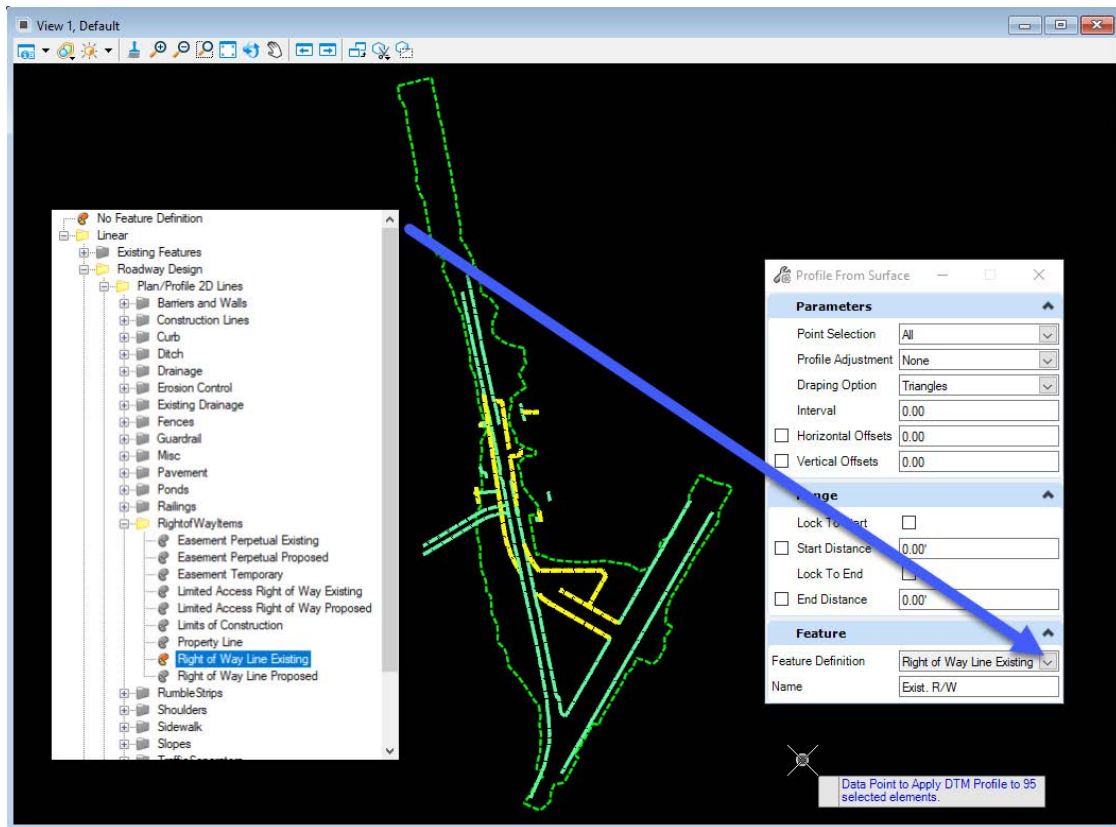 View 1, Default
No Feature Definition
Linear
Existing Features
Roadway Design
Plan/Profile 2D Lines
Barriers and Walls
Construction Lines
Curb
Ditch
Drainage
Erosion Control
Existing Drainage
Fences
Guardrail
Misc
Pavement
Ponds
Railings
RightofWayItems
Easement Perpetual Existing
Easement Perpetual Proposed
Easement Temporary
Limited Access Right of Way Existing
Limited Access Right of Way Proposed
Limits of Construction
Property Line
Right of Way Line Existing
Right of Way Line Proposed
RumbleStrips
Shoulders
Sidewalk
Slopes
Profile From Surface
Parameters
Point Selection All
Profile Adjustment None
Draping Option Triangles
Interval 0.00
Horizontal Offsets 0.00
Vertical Offsets 0.00
Range
Lock To Start
Start Distance 0.00'
Lock To End
End Distance 0.00'
Feature
Feature Definition Right of Way Line Existing
Name Exist. R/W
Data Point to Apply DTM Profile to 95
selected elements.